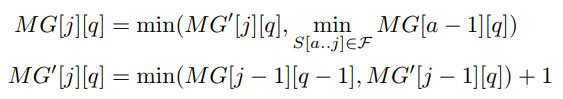 MG[j][q] = min(MG′[j][q], min_{S[a..j]∈ℱ} MG[a − 1][q])
MG′[j][q] = min(MG[j − 1][q − 1], MG′[j − 1][q]) + 1